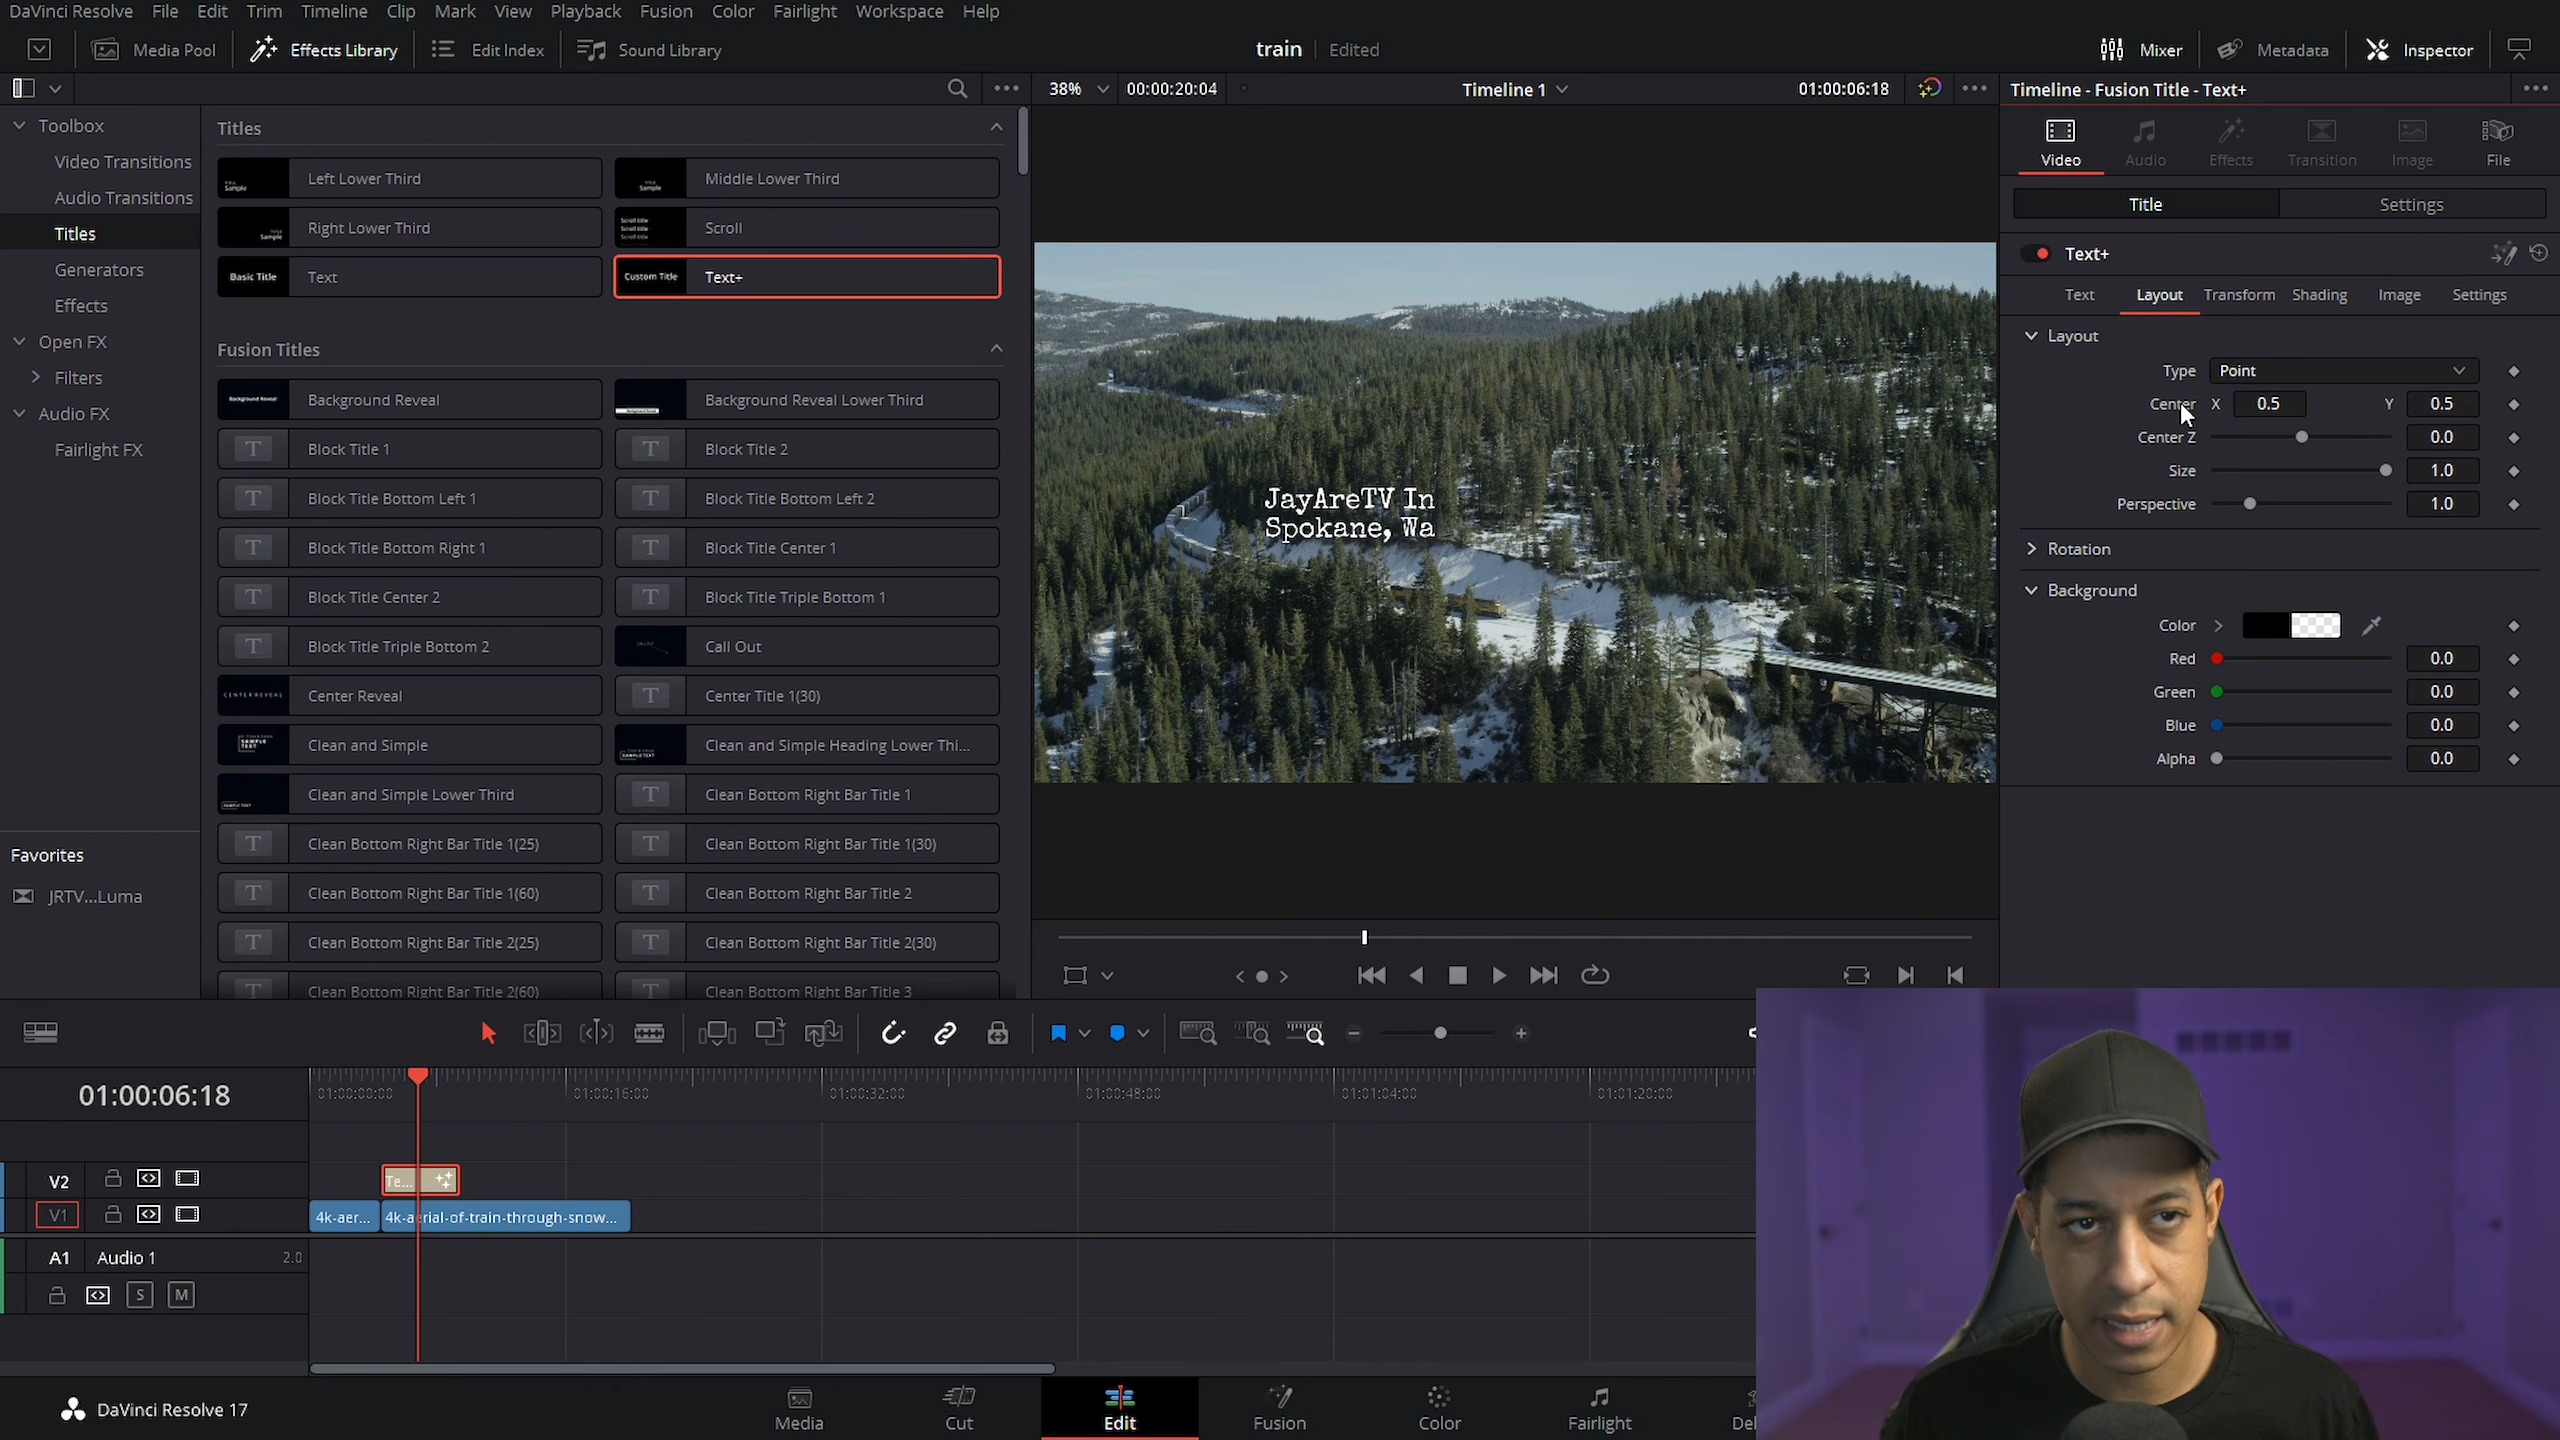 DaVinci Resolve File Edit Trim Timeline Clip Mark View Playback Fusion Color Fairlight Workspace Help
Media Pool Effects Library Edit Index Sound Library train Edited Mixer Metadata Inspector
38% 00:00:20:04 Timeline 1 01:00:06:18 Timeline - Fusion Title - Text+
Toolbox
Video Transitions
Audio Transitions
Titles
Generators
Effects
Open FX
Filters
Audio FX
Fairlight FX
Favorites
JRTV...Luma
Titles
Left Lower Third Middle Lower Third
Right Lower Third Scroll
Basic Title Text Custom Title Text+
Fusion Titles
Background Reveal Background Reveal Lower Third
Block Title 1 Block Title 2
Block Title Bottom Left 1 Block Title Bottom Left 2
Block Title Bottom Right 1 Block Title Center 1
Block Title Center 2 Block Title Triple Bottom 1
Block Title Triple Bottom 2 Call Out
Center Reveal Center Title 1(30)
Clean and Simple Clean and Simple Heading Lower Thi...
Clean and Simple Lower Third Clean Bottom Right Bar Title 1
Clean Bottom Right Bar Title 1(25) Clean Bottom Right Bar Title 1(30)
Clean Bottom Right Bar Title 1(60) Clean Bottom Right Bar Title 2
Clean Bottom Right Bar Title 2(25) Clean Bottom Right Bar Title 2(30)
Clean Bottom Right Bar Title 2(60) Clean Bottom Right Bar Title 3
JayAreTV In
Spokane, Wa
Video Audio Effects Transition Image File
Title Settings
Text+
Text Layout Transform Shading Image Settings
Layout
Type Point
Center X 0.5 Y 0.5
Center Z 0.0
Size 1.0
Perspective 1.0
Rotation
Background
Color
Red 0.0
Green 0.0
Blue 0.0
Alpha 0.0
01:00:06:18 01:00:00:00 01:00:16:00 01:00:32:00 01:00:48:00 01:01:04:00 01:01:20:00
V2 Te...
V1 4k-aer... 4k-aerial-of-train-through-snow...
A1 Audio 1 2.0
S M
DaVinci Resolve 17 Media Cut Edit Fusion Color Fairlight